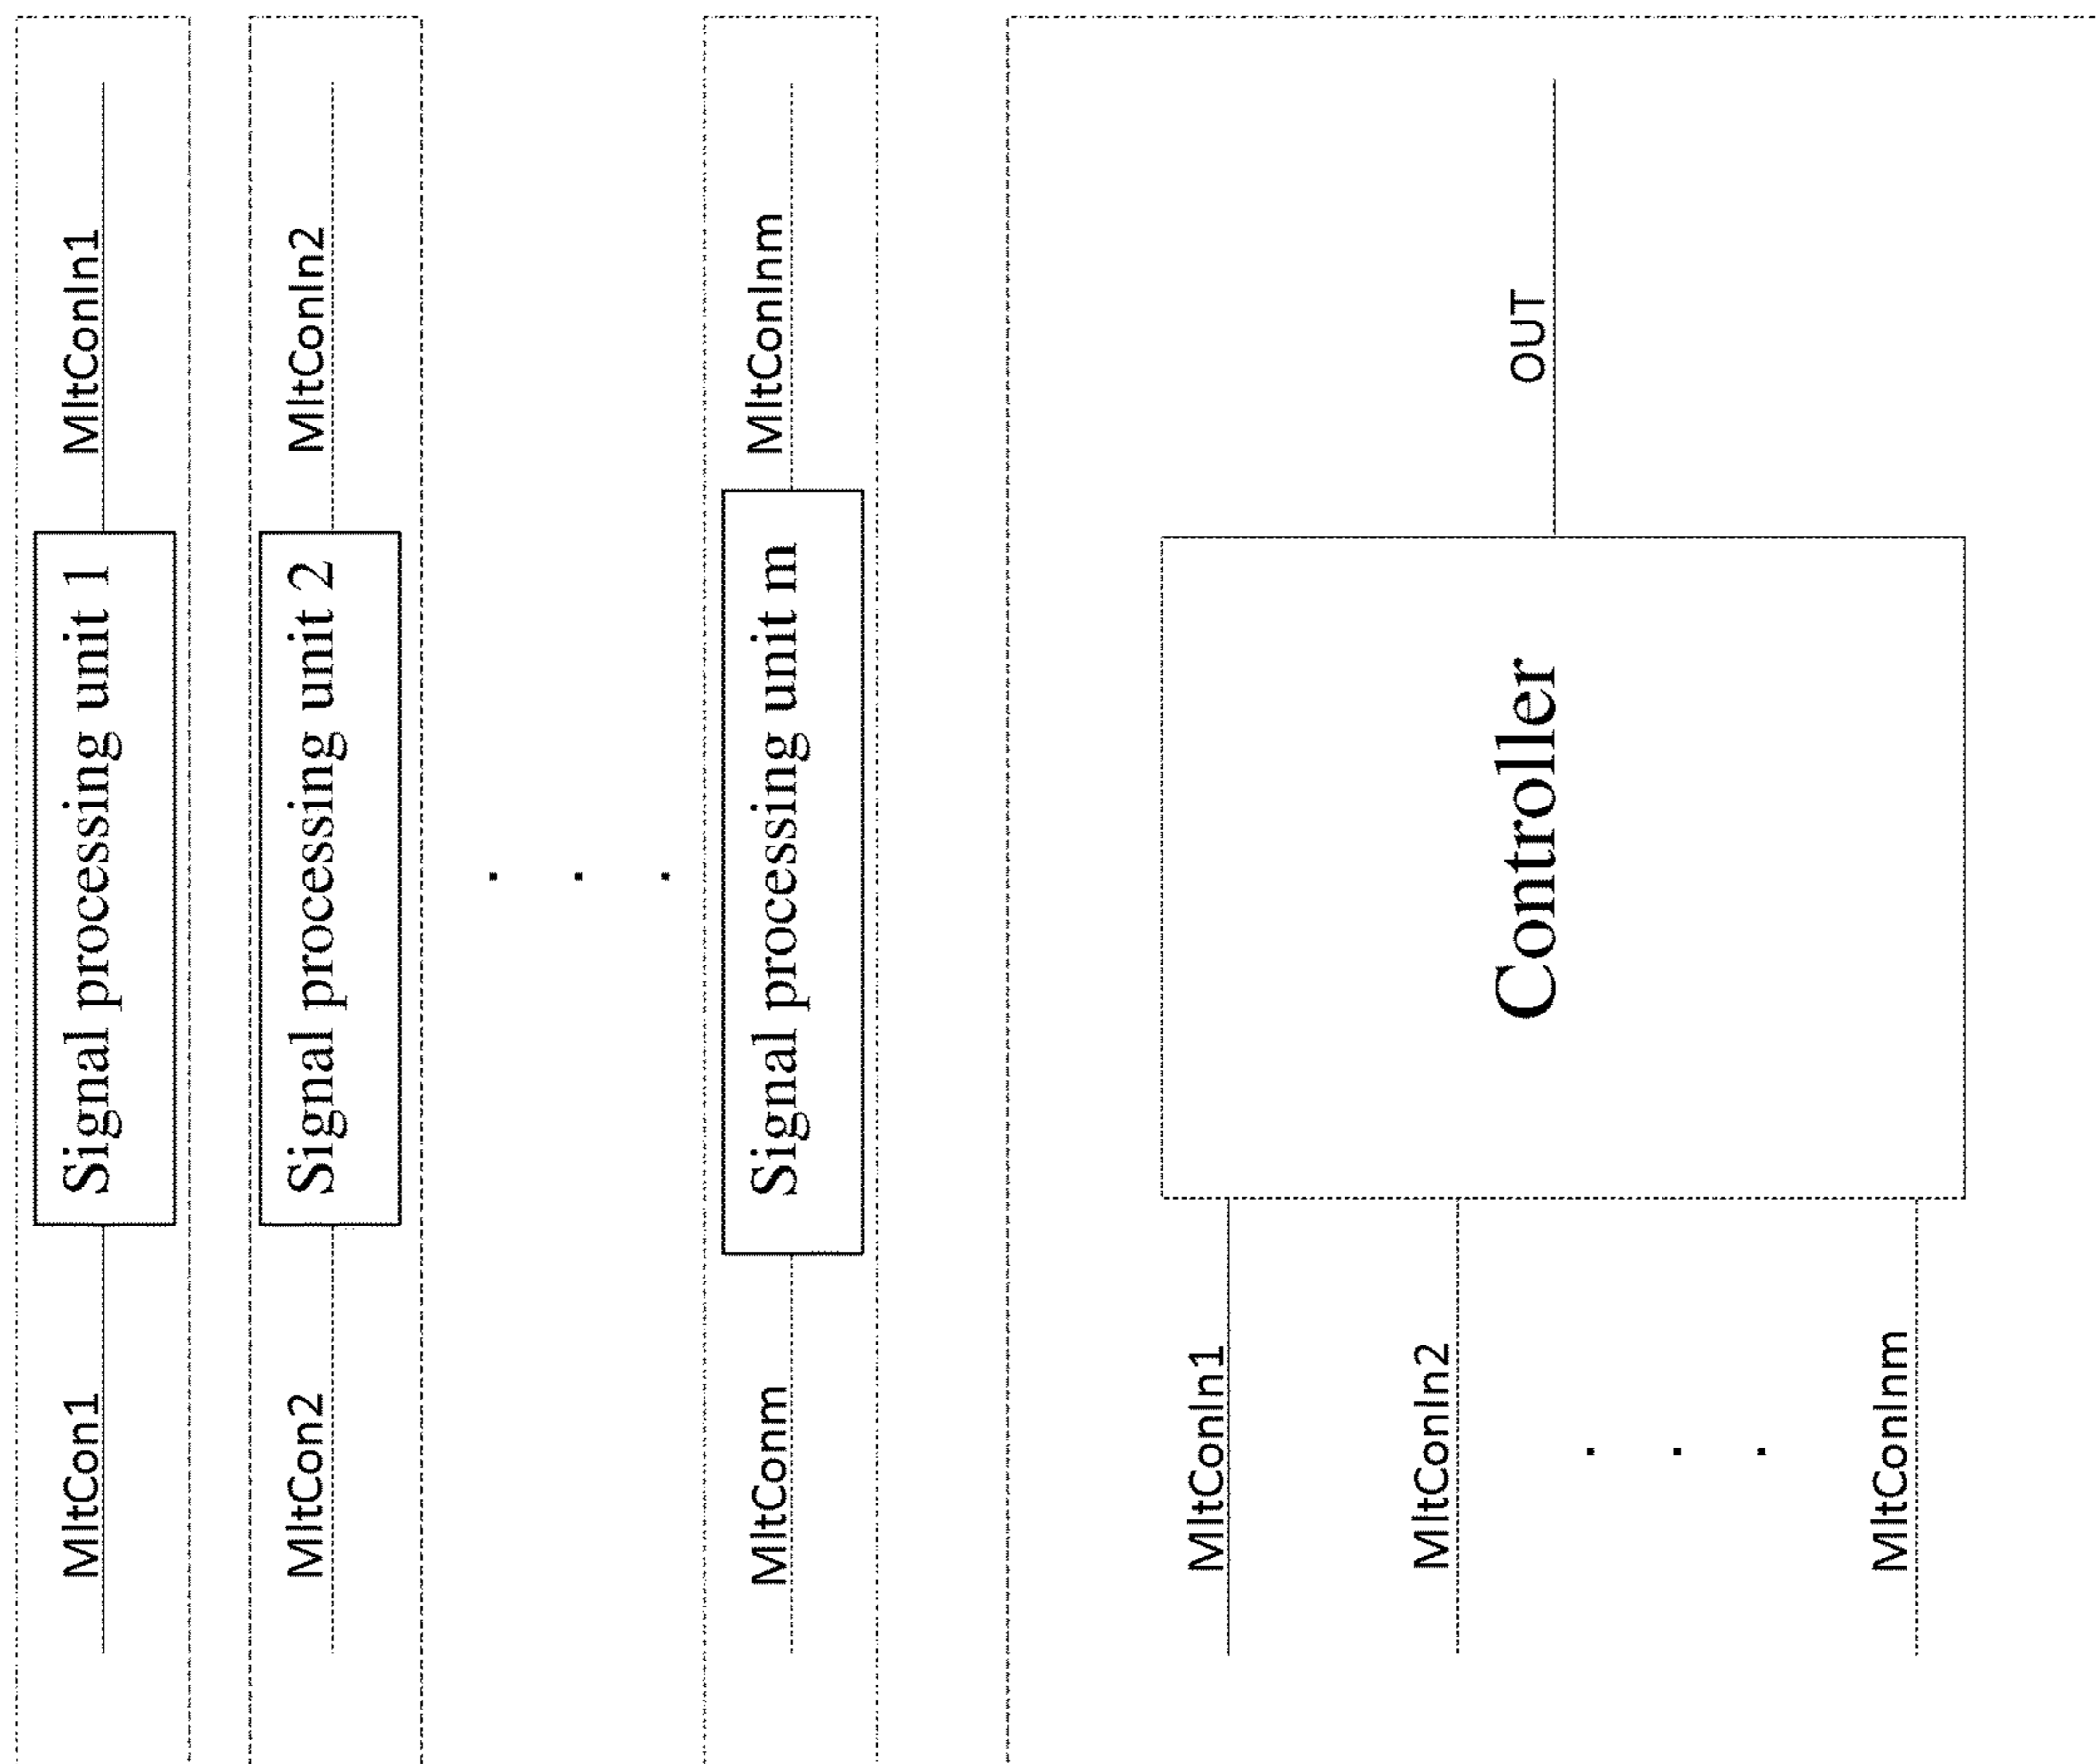 MltCon1
Signal processing unit 1
MltConIn1
MltCon2
Signal processing unit 2
MltConIn2
. . .
MltConm
Signal processing unit m
MltConInm
MltConIn1
MltConIn2
. . .
MltConInm
Controller
OUT